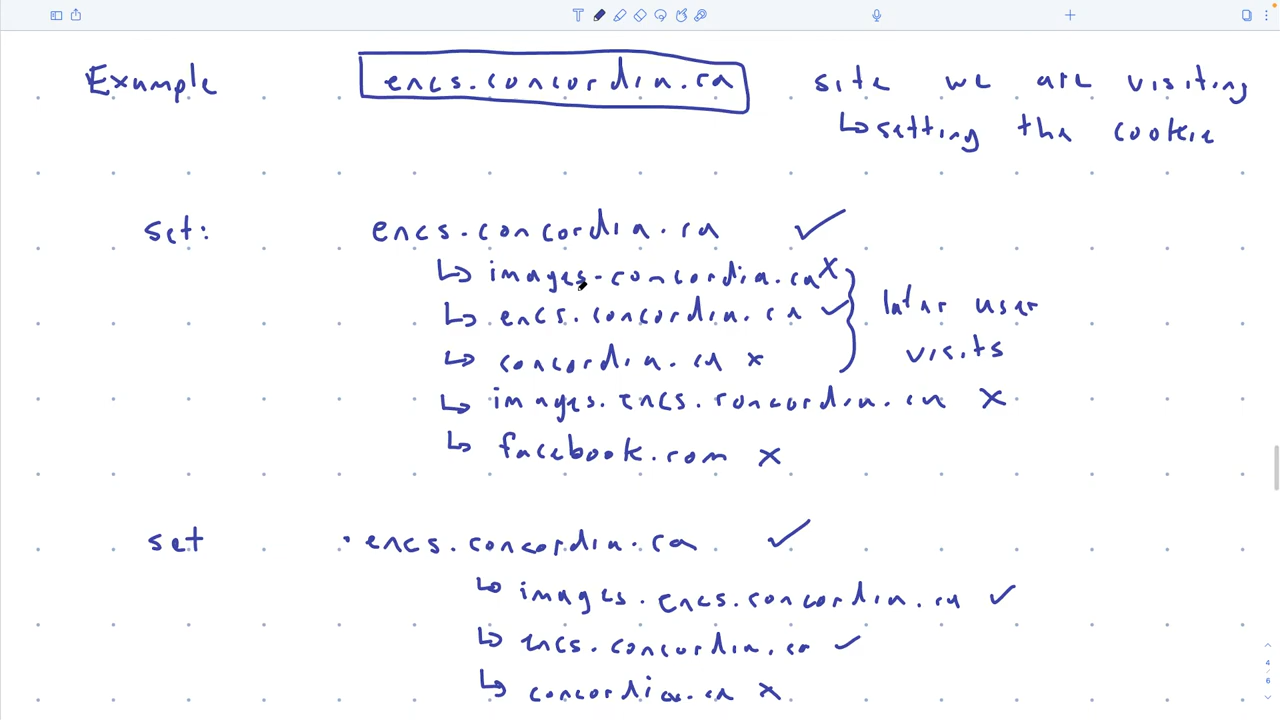 Example encs.concordia.ca site we are visiting
↳ setting the cookie
set: encs.concordia.ca ✓
↳ images.concordia.ca x
↳ encs.concordia.ca ✓
↳ concordia.ca x
later user
visits
↳ images.encs.concordia.ca x
↳ facebook.com x
set .encs.concordia.ca ✓
↳ images.encs.concordia.ca ✓
↳ encs.concordia.ca ✓
↳ concordia.ca x
4
6